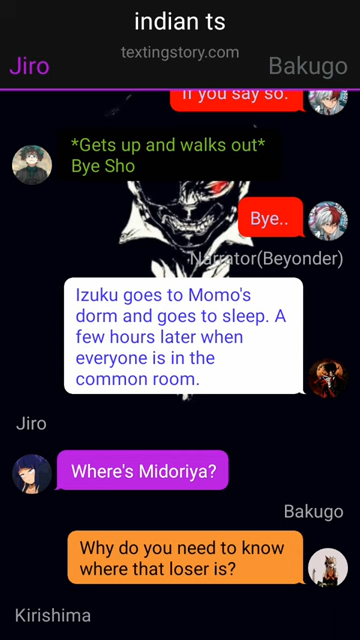 indian ts
textingstory.com
Jiro
Bakugo
If you say so.
*Gets up and walks out*
Bye Sho
Bye..
Narrator(Beyonder)
Izuku goes to Momo's
dorm and goes to sleep. A
few hours later when
everyone is in the
common room.
Jiro
Where's Midoriya?
Bakugo
Why do you need to know
where that loser is?
Kirishima